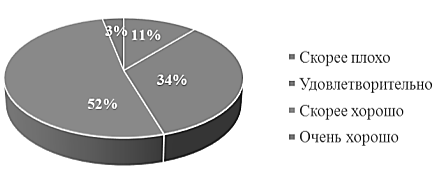 3%
11%
34%
52%
Скорее плохо
Удовлетворительно
Скорее хорошо
Очень хорошо